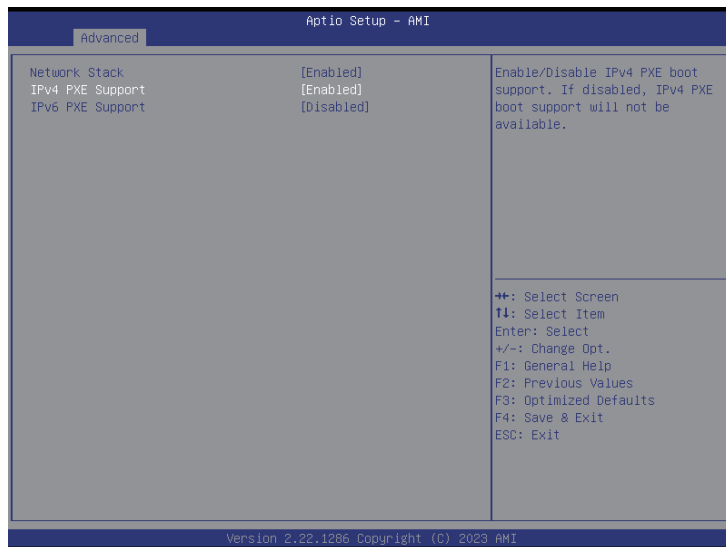 Aptio Setup – AMI
Advanced
Network Stack [Enabled]
IPv4 PXE Support [Enabled]
IPv6 PXE Support [Disabled]
Enable/Disable IPv4 PXE boot
support. If disabled, IPv4 PXE
boot support will not be
available.
→←: Select Screen
↑↓: Select Item
Enter: Select
+/-: Change Opt.
F1: General Help
F2: Previous Values
F3: Optimized Defaults
F4: Save & Exit
ESC: Exit
Version 2.22.1286 Copyright (C) 2023 AMI